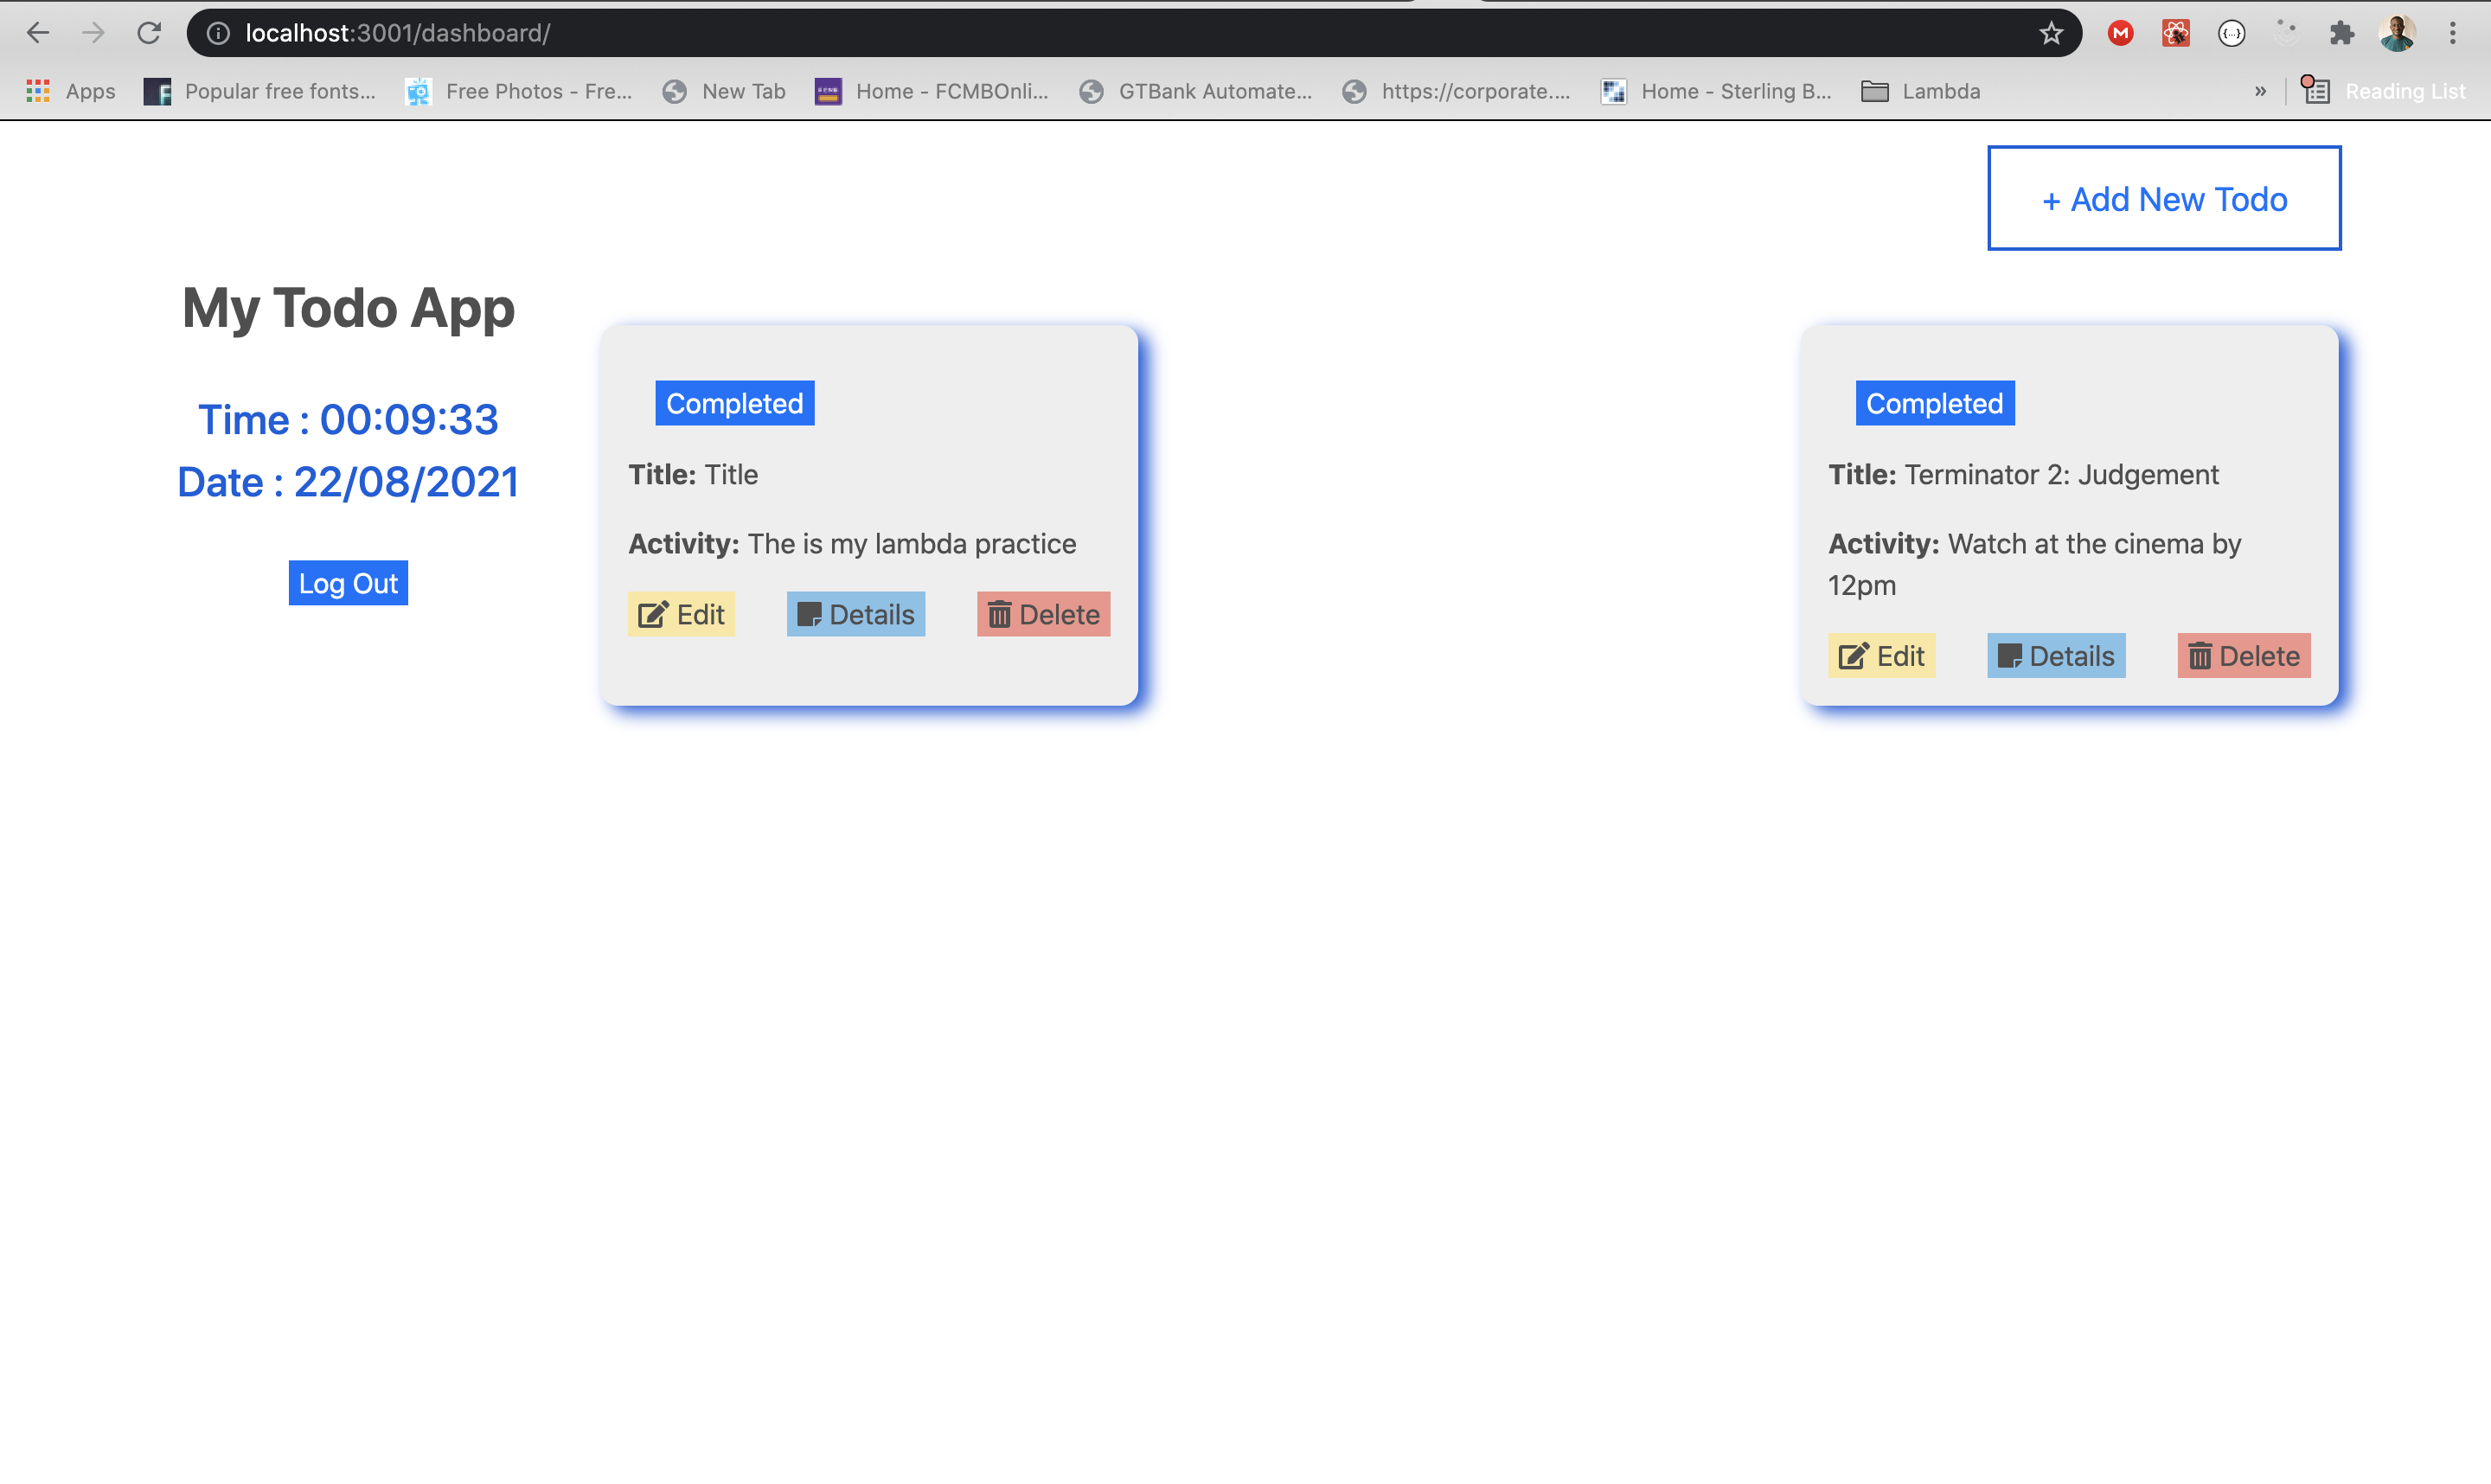 localhost:3001/dashboard/
Apps Popular free fonts... Free Photos - Fre... New Tab Home - FCMBOnli... GTBank Automate... https://corporate.... Home - Sterling B... Lambda » Reading List
+ Add New Todo
My Todo App
Time : 00:09:33
Date : 22/08/2021
Log Out
Completed
Title: Title
Activity: The is my lambda practice
Edit Details Delete
Completed
Title: Terminator 2: Judgement
Activity: Watch at the cinema by
12pm
Edit Details Delete